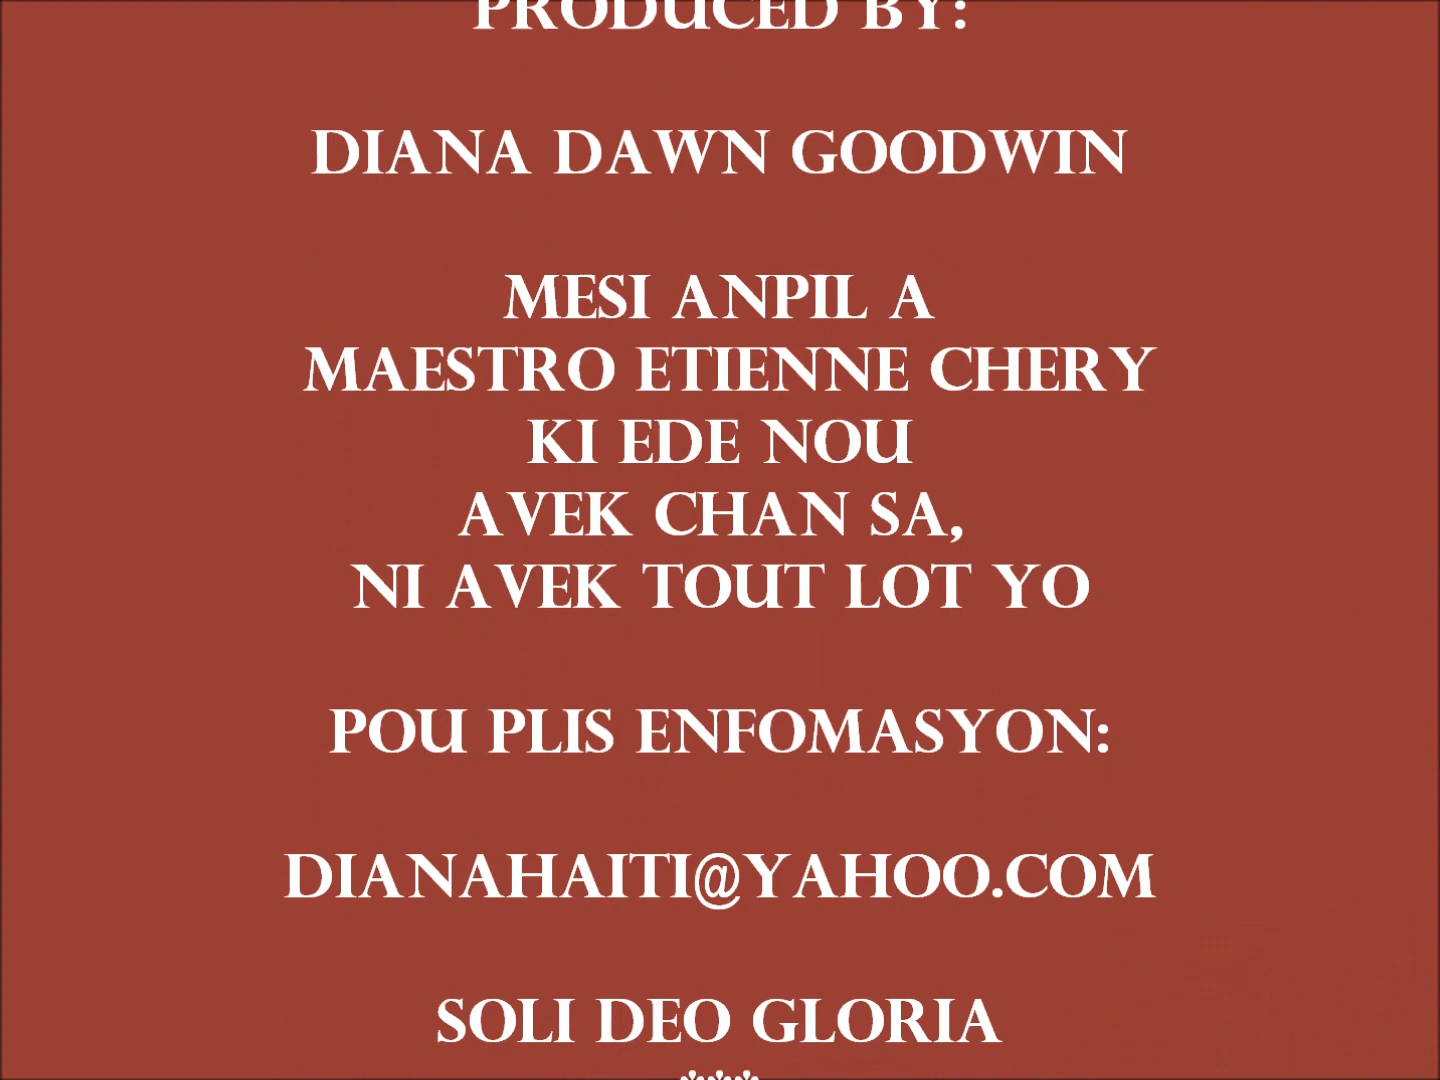 PRODUCED BY:
DIANA DAWN GOODWIN
MESI ANPIL A
MAESTRO ETIENNE CHERY
KI EDE NOU
AVEK CHAN SA,
NI AVEK TOUT LOT YO
POU PLIS ENFOMASYON:
DIANAHAITI@YAHOO.COM
SOLI DEO GLORIA